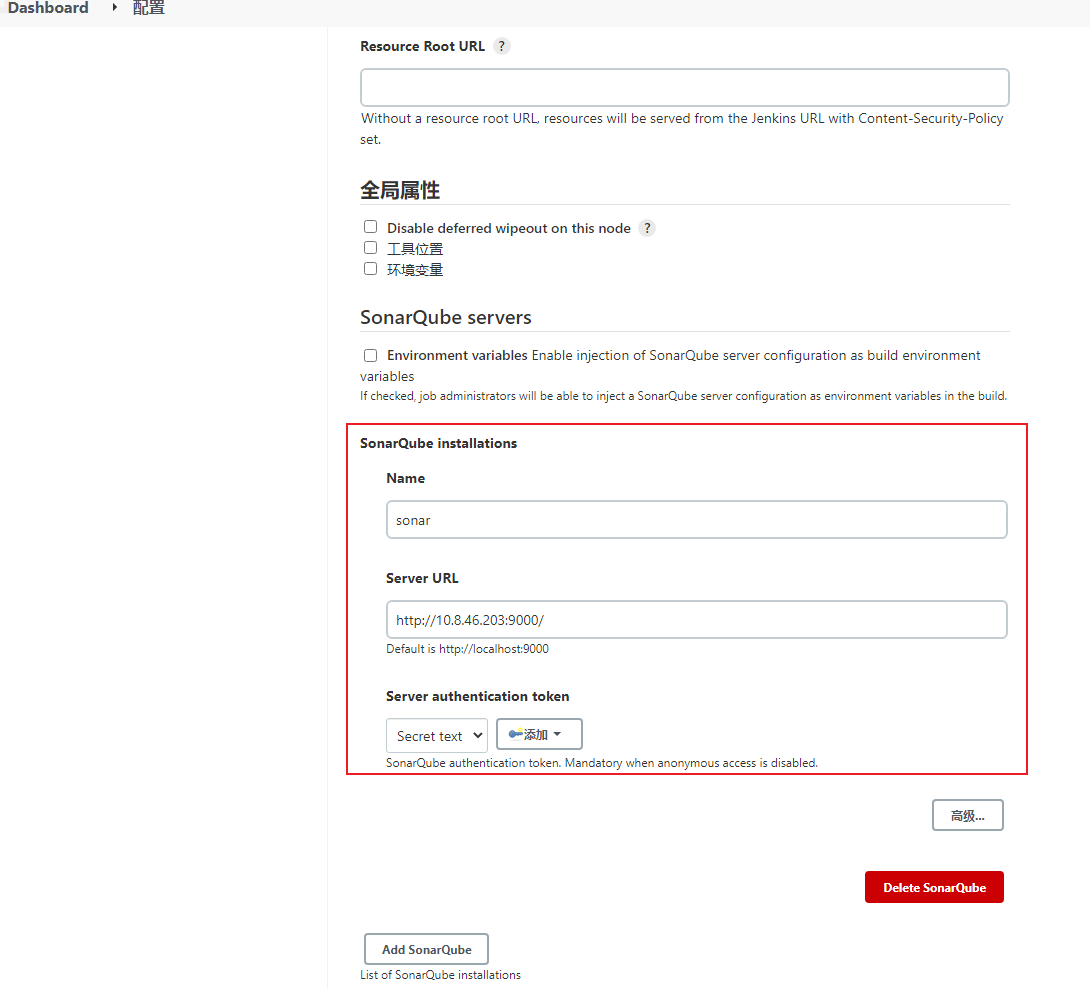 Dashboard 配置
Resource Root URL ?
Without a resource root URL, resources will be served from the Jenkins URL with Content-Security-Policy
set.
全局属性
Disable deferred wipeout on this node ?
工具位置
环境变量
SonarQube servers
Environment variables Enable injection of SonarQube server configuration as build environment
variables
If checked, job administrators will be able to inject a SonarQube server configuration as environment variables in the build.
SonarQube installations
Name
sonar
Server URL
http://10.8.46.203:9000/
Default is http://localhost:9000
Server authentication token
Secret text 添加
SonarQube authentication token. Mandatory when anonymous access is disabled.
高级...
Delete SonarQube
Add SonarQube
List of SonarQube installations